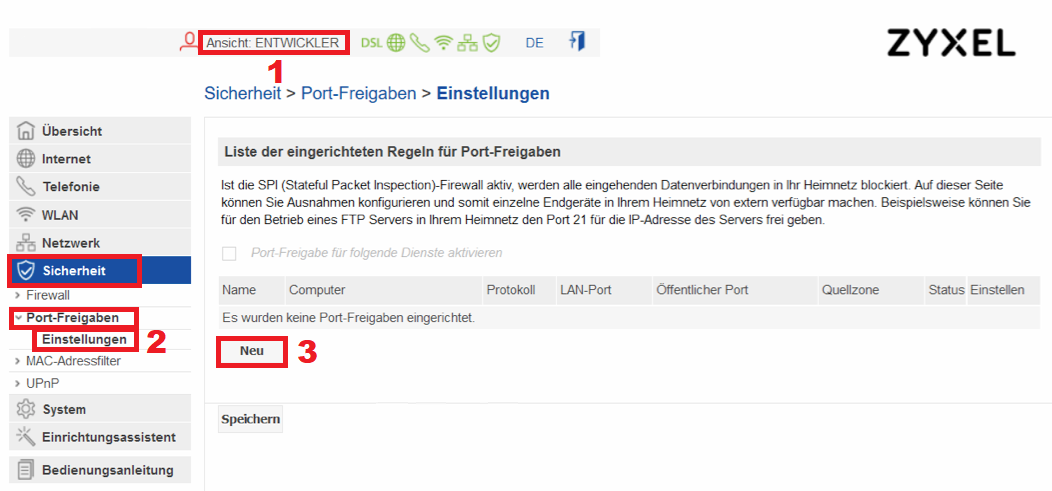 Ansicht: ENTWICKLER DSL DE ZYXEL
1
Sicherheit > Port-Freigaben > Einstellungen
Übersicht
Internet
Telefonie
WLAN
Netzwerk
Sicherheit
> Firewall
Port-Freigaben
Einstellungen 2
> MAC-Adressfilter
> UPnP
System
Einrichtungsassistent
Bedienungsanleitung
Liste der eingerichteten Regeln für Port-Freigaben
Ist die SPI (Stateful Packet Inspection)-Firewall aktiv, werden alle eingehenden Datenverbindungen in Ihr Heimnetz blockiert. Auf dieser Seite
können Sie Ausnahmen konfigurieren und somit einzelne Endgeräte in Ihrem Heimnetz von extern verfügbar machen. Beispielsweise können Sie
für den Betrieb eines FTP Servers in Ihrem Heimnetz den Port 21 für die IP-Adresse des Servers frei geben.
Port-Freigabe für folgende Dienste aktivieren
Name Computer Protokoll LAN-Port Öffentlicher Port Quellzone Status Einstellen
Es wurden keine Port-Freigaben eingerichtet.
Neu 3
Speichern